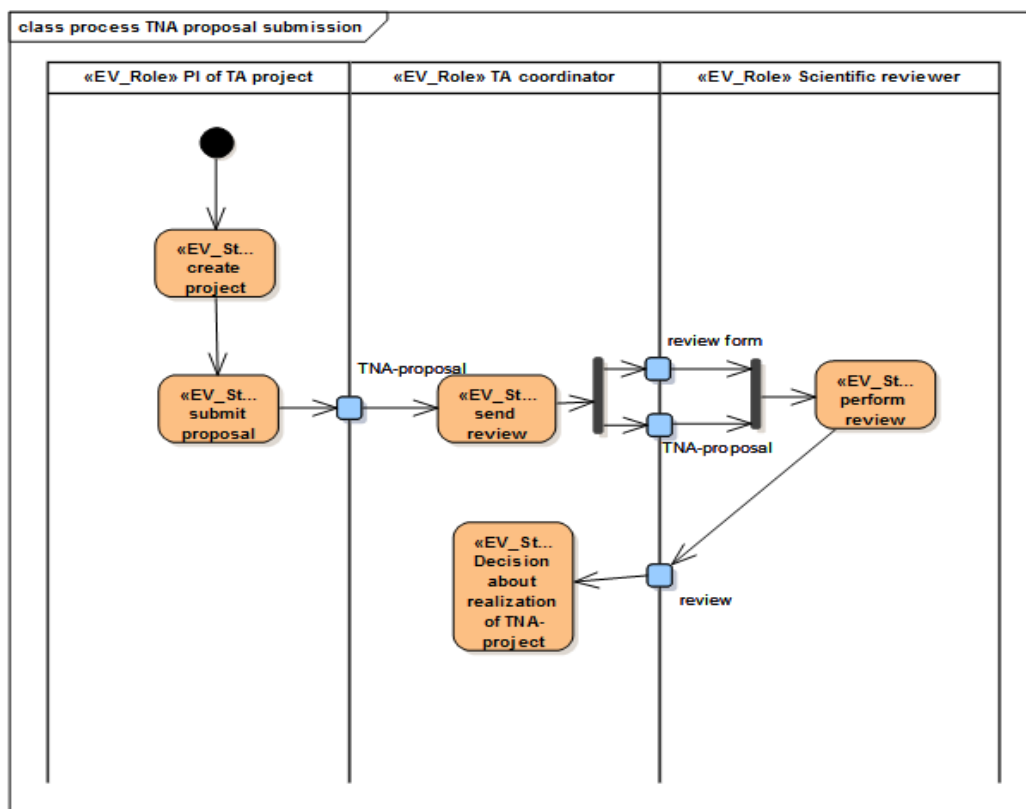 class process TNA proposal submission
«EV_Role» PI of TA project
«EV_Role» TA coordinator
«EV_Role» Scientific reviewer
«EV_St...
create
project
«EV_St...
submit
proposal
TNA-proposal
«EV_St...
send
review
review form
TNA-proposal
«EV_St...
perform
review
«EV_St...
Decision
about
realization
of TNA-
project
review